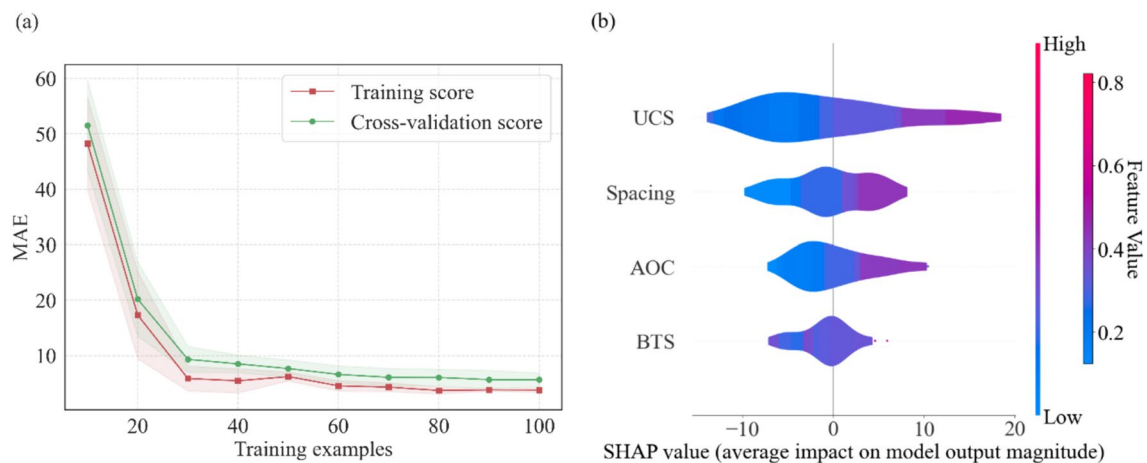 (a)
60
50
40
30
20
10
MAE
20
40
60
80
100
Training examples
Training score
Cross-validation score
(b)
UCS
Spacing
AOC
BTS
−10
0
10
20
SHAP value (average impact on model output magnitude)
High
Low
0.8
0.6
0.4
0.2
Feature Value